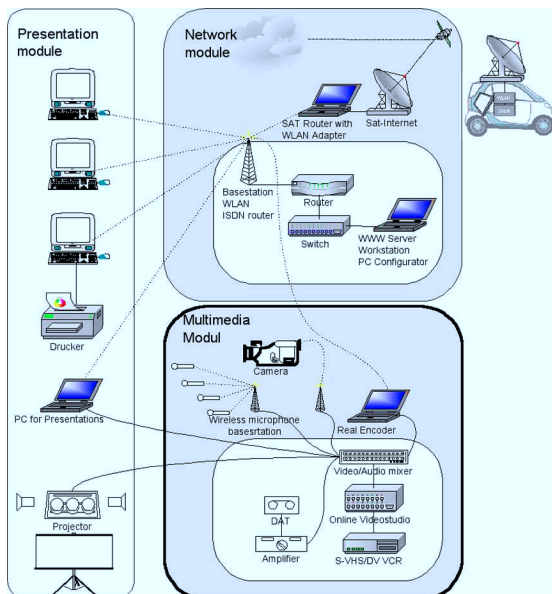 Presentation
module
Drucker
PC for Presentations
Projector
Network
module
SAT Router with
WLAN Adapter
Sat-Internet
Basestation
WLAN
ISDN router
Router
Switch
WWW Server
Workstation
PC Configurator
Multimedia
Modul
Camera
Wireless microphone
basesrtation
Real Encoder
Video/Audio mixer
DAT
Online Videostudio
Amplifier
S-VHS/DV VCR